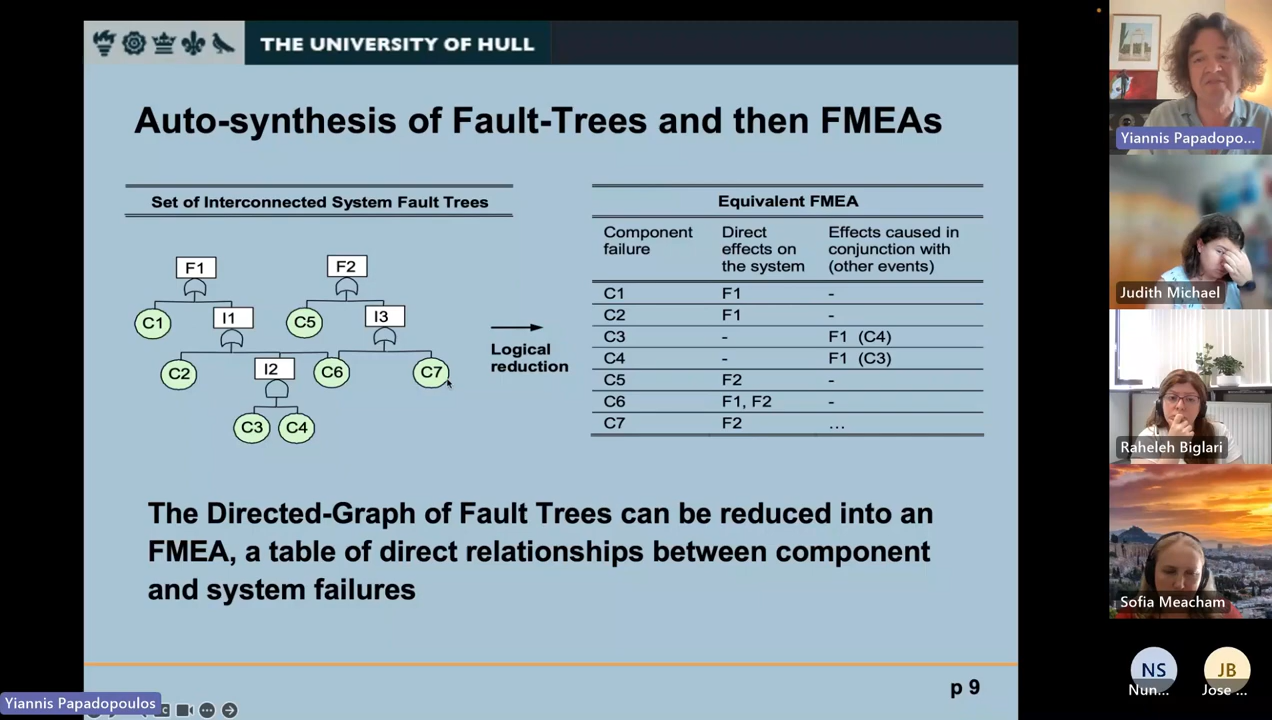 THE UNIVERSITY OF HULL
Auto-synthesis of Fault-Trees and then FMEAs
Set of Interconnected System Fault Trees
F1
F2
C1
I1
C5
I3
C2
I2
C6
C7
C3
C4
Logical
reduction
Equivalent FMEA
Component failure | Direct effects on the system | Effects caused in conjunction with (other events)
C1 F1 -
C2 F1 -
C3 - F1 (C4)
C4 - F1 (C3)
C5 F2 -
C6 F1, F2 -
C7 F2 ...
The Directed-Graph of Fault Trees can be reduced into an
FMEA, a table of direct relationships between component
and system failures
p 9
Yiannis Papadopoulos
Yiannis Papadopo...
Judith Michael
Raheleh Biglari
Sofia Meacham
NS
JB
Nun...
Jose ...